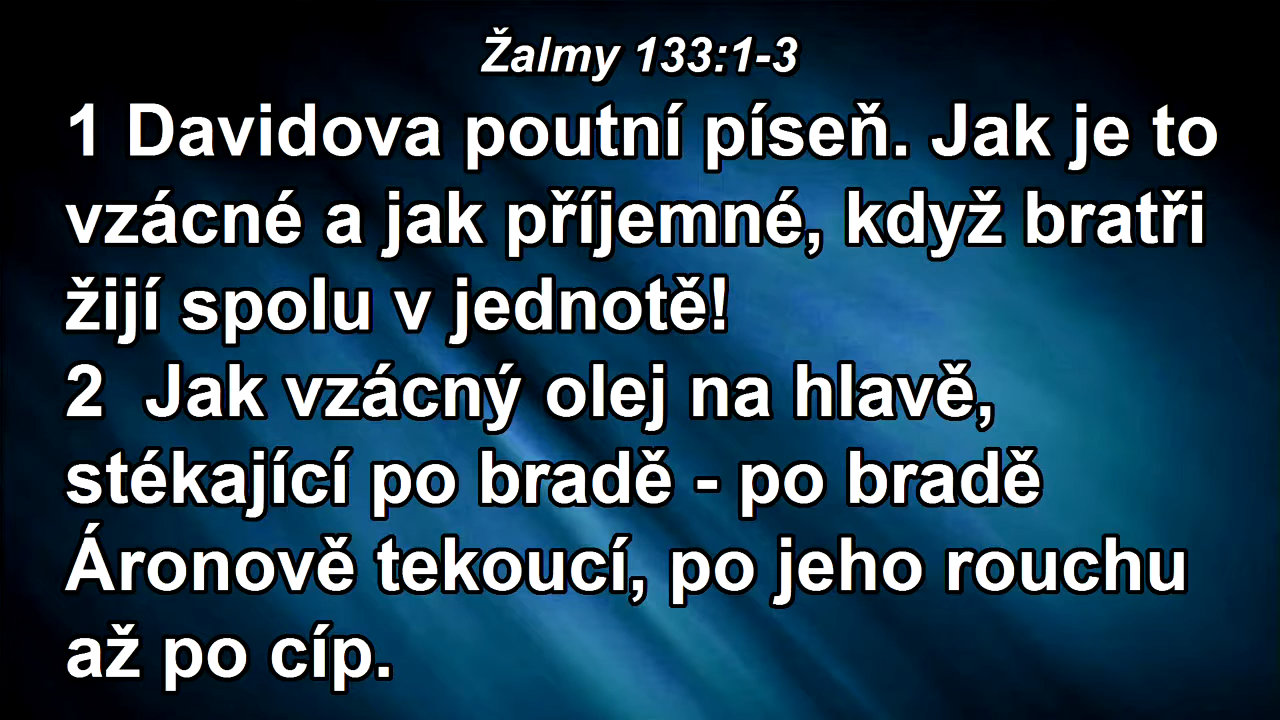 Žalmy 133:1-3
1 Davidova poutní píseň. Jak je to
vzácné a jak příjemné, když bratři
žijí spolu v jednotě!
2  Jak vzácný olej na hlavě,
stékající po bradě - po bradě
Áronově tekoucí, po jeho rouchu
až po cíp.